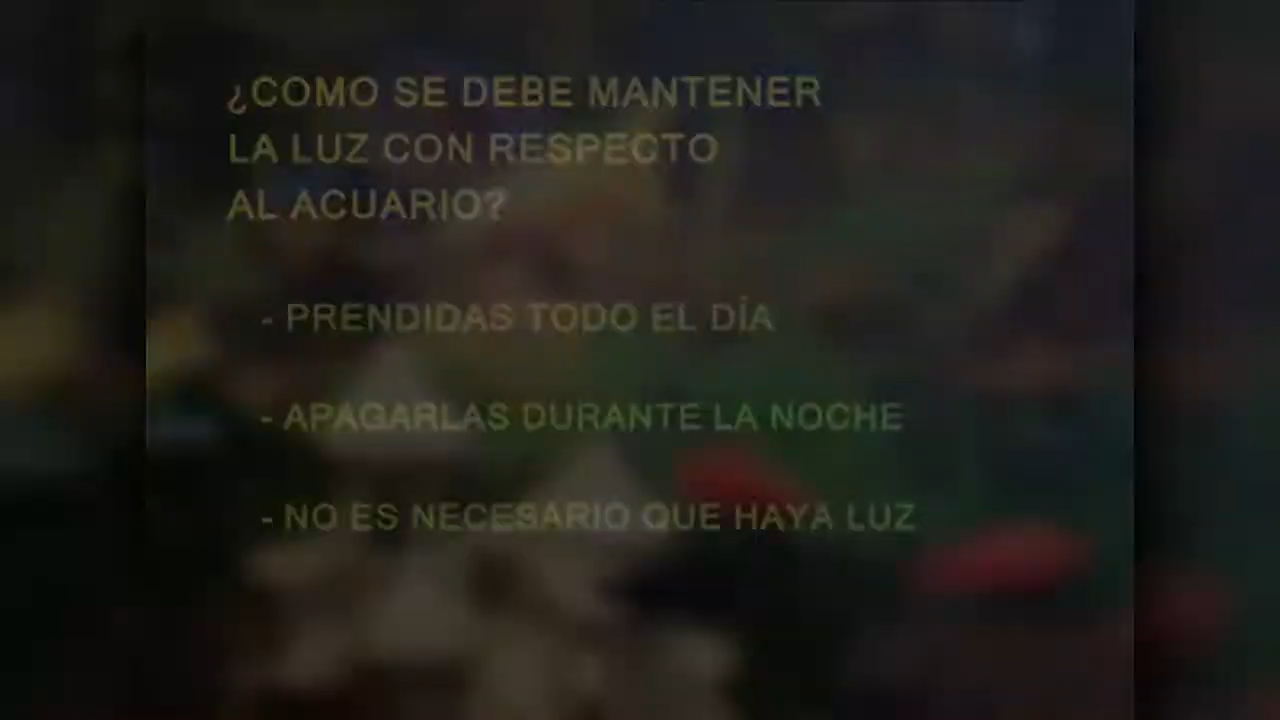 ¿COMO SE DEBE MANTENER
LA LUZ CON RESPECTO
AL ACUARIO?
- PRENDIDAS TODO EL DÍA
- APAGARLAS DURANTE LA NOCHE
- NO ES NECESARIO QUE HAYA LUZ